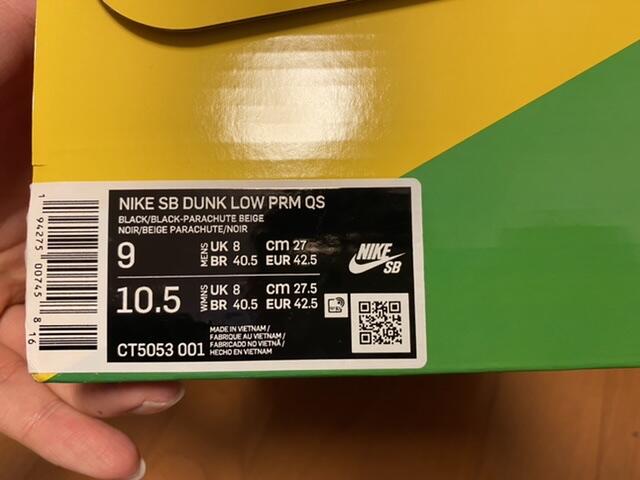 NIKE SB DUNK LOW PRM QS
BLACK/BLACK-PARACHUTE BEIGE
NOIR/BEIGE PARACHUTE/NOIR
9 MENS UK 8 cm 27
BR 40.5 EUR 42.5
10.5 WMNS UK 8 cm 27.5
BR 40.5 EUR 42.5
CT5053 001
MADE IN VIETNAM /
FABRIQUE AU VIETNAM /
FABRICADO NO VIETNÃ /
HECHO EN VIETNAM
NIKE
SB
1 94275 00745 8 16